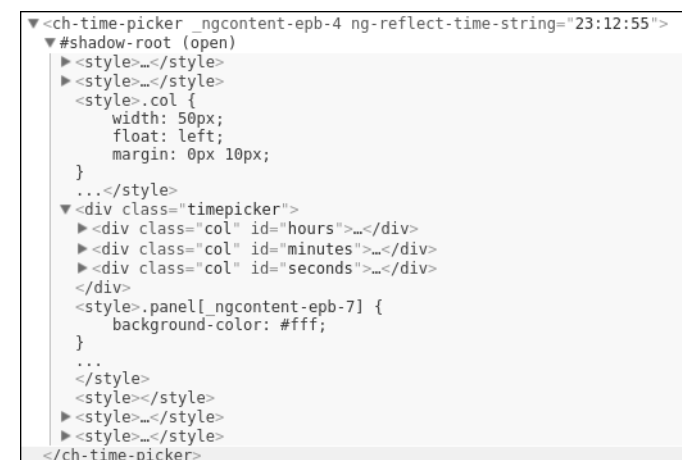 ▼<ch-time-picker _ngcontent-epb-4 ng-reflect-time-string="23:12:55">
▼#shadow-root (open)
▶<style>…</style>
▶<style>…</style>
<style>.col {
width: 50px;
float: left;
margin: 0px 10px;
}
...</style>
▼<div class="timepicker">
▶<div class="col" id="hours">…</div>
▶<div class="col" id="minutes">…</div>
▶<div class="col" id="seconds">…</div>
</div>
<style>.panel[_ngcontent-epb-7] {
background-color: #fff;
}
...
</style>
<style></style>
▶<style>…</style>
▶<style>…</style>
</ch-time-picker>